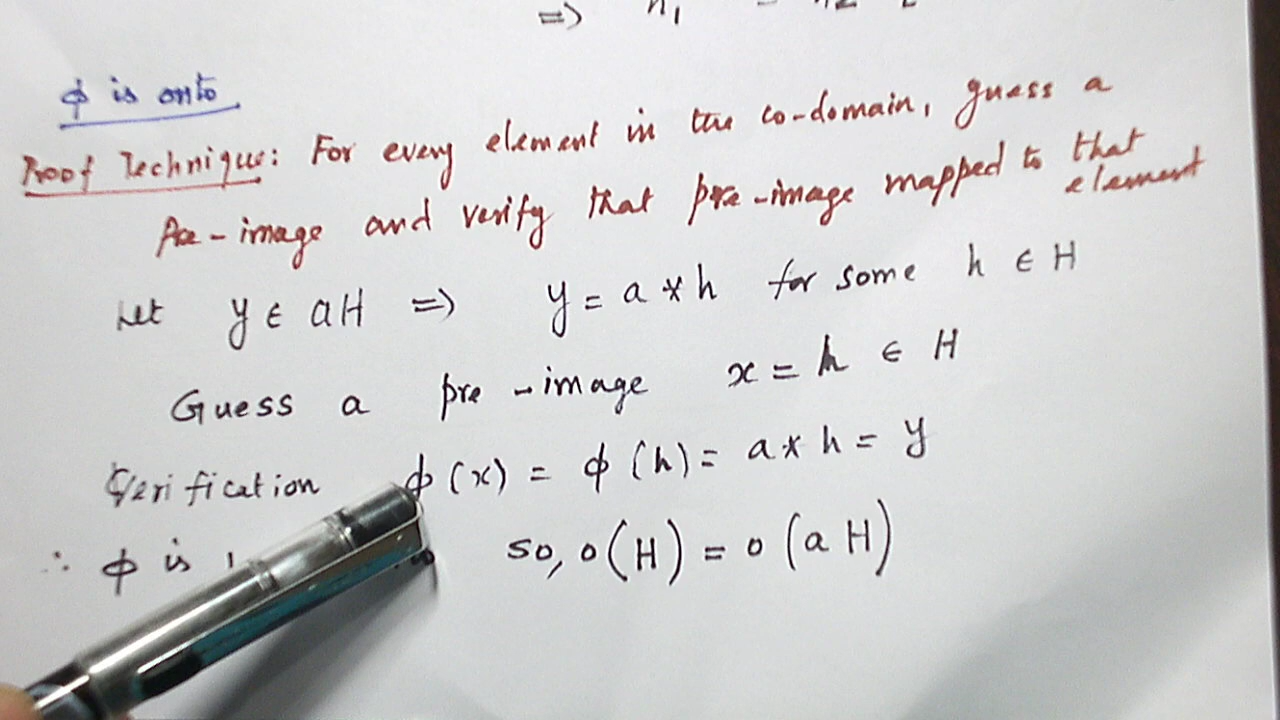 =>
φ is onto
Proof Technique: For every element in the co-domain, guess a
Pre-image and verify that pre-image mapped to that
element
Let y ∈ aH => y = a * h for some h ∈ H
Guess a pre-image x = h ∈ H
Verification φ(x) = φ(h) = a * h = y
∴ φ is so, o(H) = o(aH)